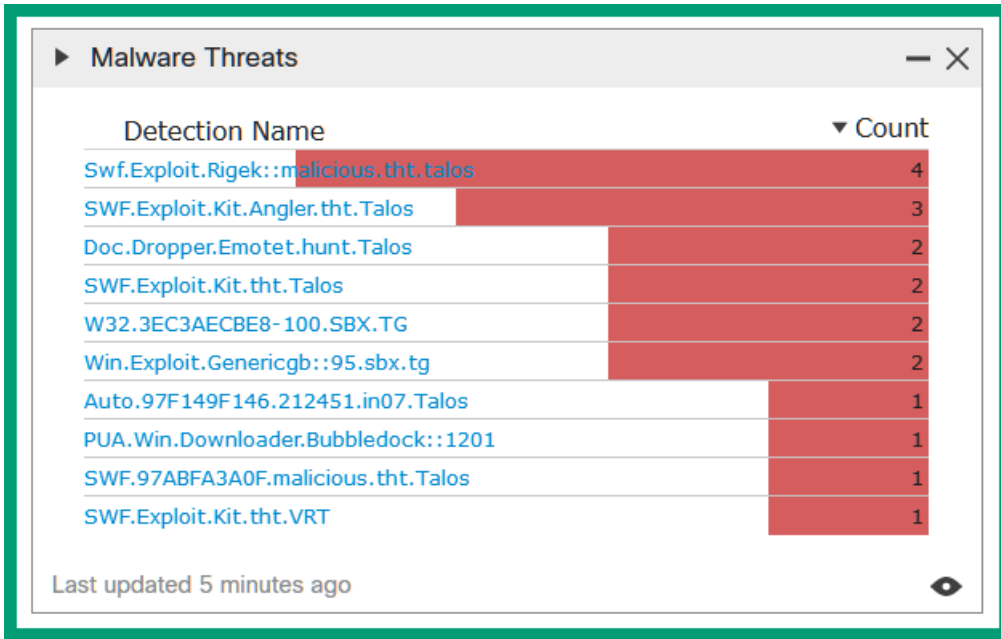 Malware Threats
Detection Name Count
Swf.Exploit.Rigek::malicious.tht.talos 4
SWF.Exploit.Kit.Angler.tht.Talos 3
Doc.Dropper.Emotet.hunt.Talos 2
SWF.Exploit.Kit.tht.Talos 2
W32.3EC3AECBE8-100.SBX.TG 2
Win.Exploit.Genericgb::95.sbx.tg 2
Auto.97F149F146.212451.in07.Talos 1
PUA.Win.Downloader.Bubbledock::1201 1
SWF.97ABFA3A0F.malicious.tht.Talos 1
SWF.Exploit.Kit.tht.VRT 1
Last updated 5 minutes ago